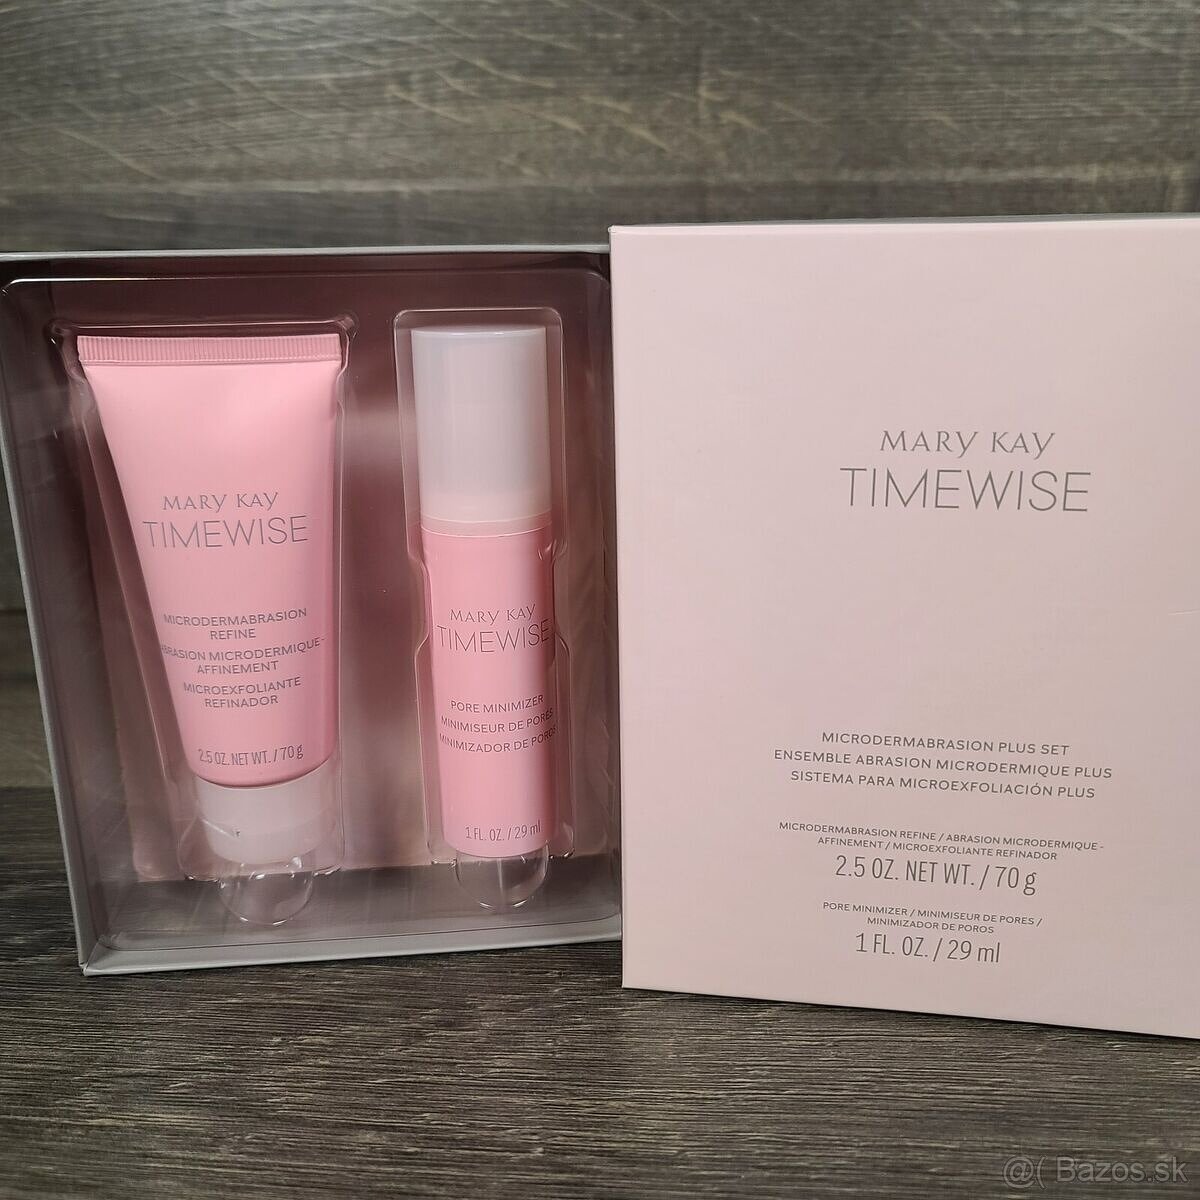 MARY KAY
TIMEWISE
MICRODERMABRASION
REFINE
ABRASION MICRODERMIQUE-
AFFINEMENT
MICROEXFOLIANTE
REFINADOR
2.5 OZ. NET WT. / 70 g
MARY KAY
TIMEWISE
PORE MINIMIZER
MINIMISEUR DE PORES
MINIMIZADOR DE POROS
1 FL. OZ. / 29 ml
MARY KAY
TIMEWISE
MICRODERMABRASION PLUS SET
ENSEMBLE ABRASION MICRODERMIQUE PLUS
SISTEMA PARA MICROEXFOLIACIÓN PLUS
MICRODERMABRASION REFINE / ABRASION MICRODERMIQUE -
AFFINEMENT / MICROEXFOLIANTE REFINADOR
2.5 OZ. NET WT. / 70 g
PORE MINIMIZER / MINIMISEUR DE PORES /
MINIMIZADOR DE POROS
1 FL. OZ. / 29 ml
@( Bazos.sk